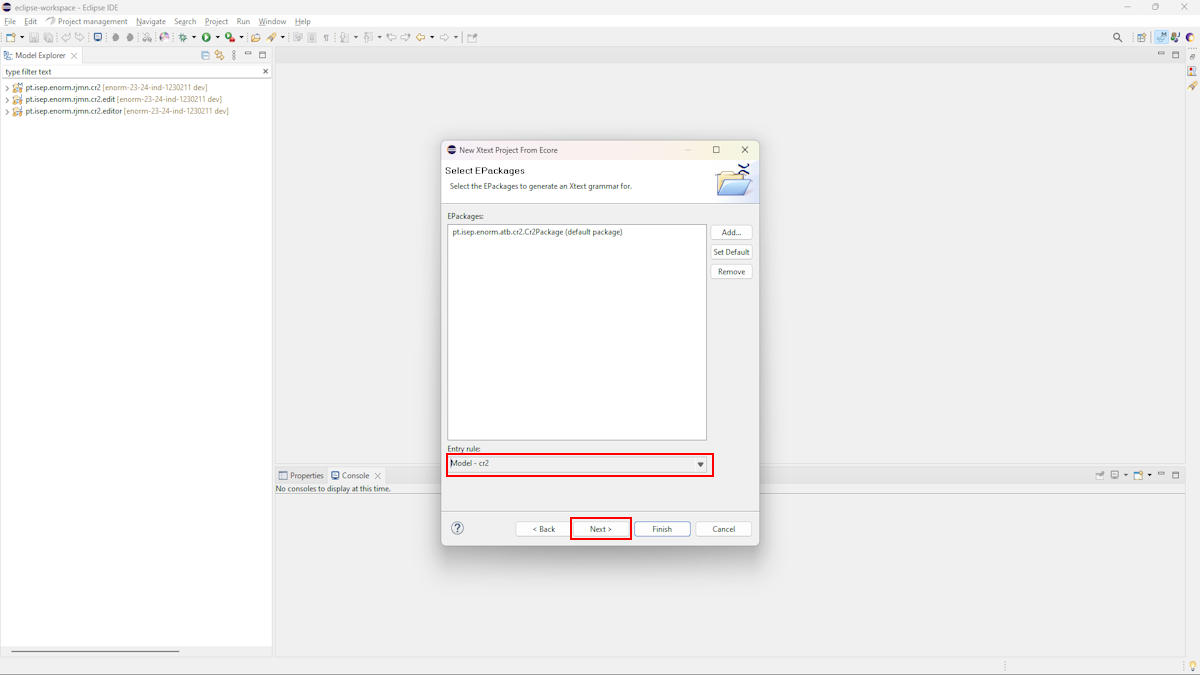 eclipse-workspace - Eclipse IDE
File Edit Project management Navigate Search Project Run Window Help
Model Explorer
type filter text
pt.isep.enorm.rjmn.cr2 [enorm-23-24-ind-1230211 dev]
pt.isep.enorm.rjmn.cr2.edit [enorm-23-24-ind-1230211 dev]
pt.isep.enorm.rjmn.cr2.editor [enorm-23-24-ind-1230211 dev]
New Xtext Project From Ecore
Select EPackages
Select the EPackages to generate an Xtext grammar for.
EPackages:
pt.isep.enorm.atb.cr2.Cr2Package (default package)
Add...
Set Default
Remove
Entry rule:
Model - cr2
< Back Next > Finish Cancel
Properties Console
No consoles to display at this time.